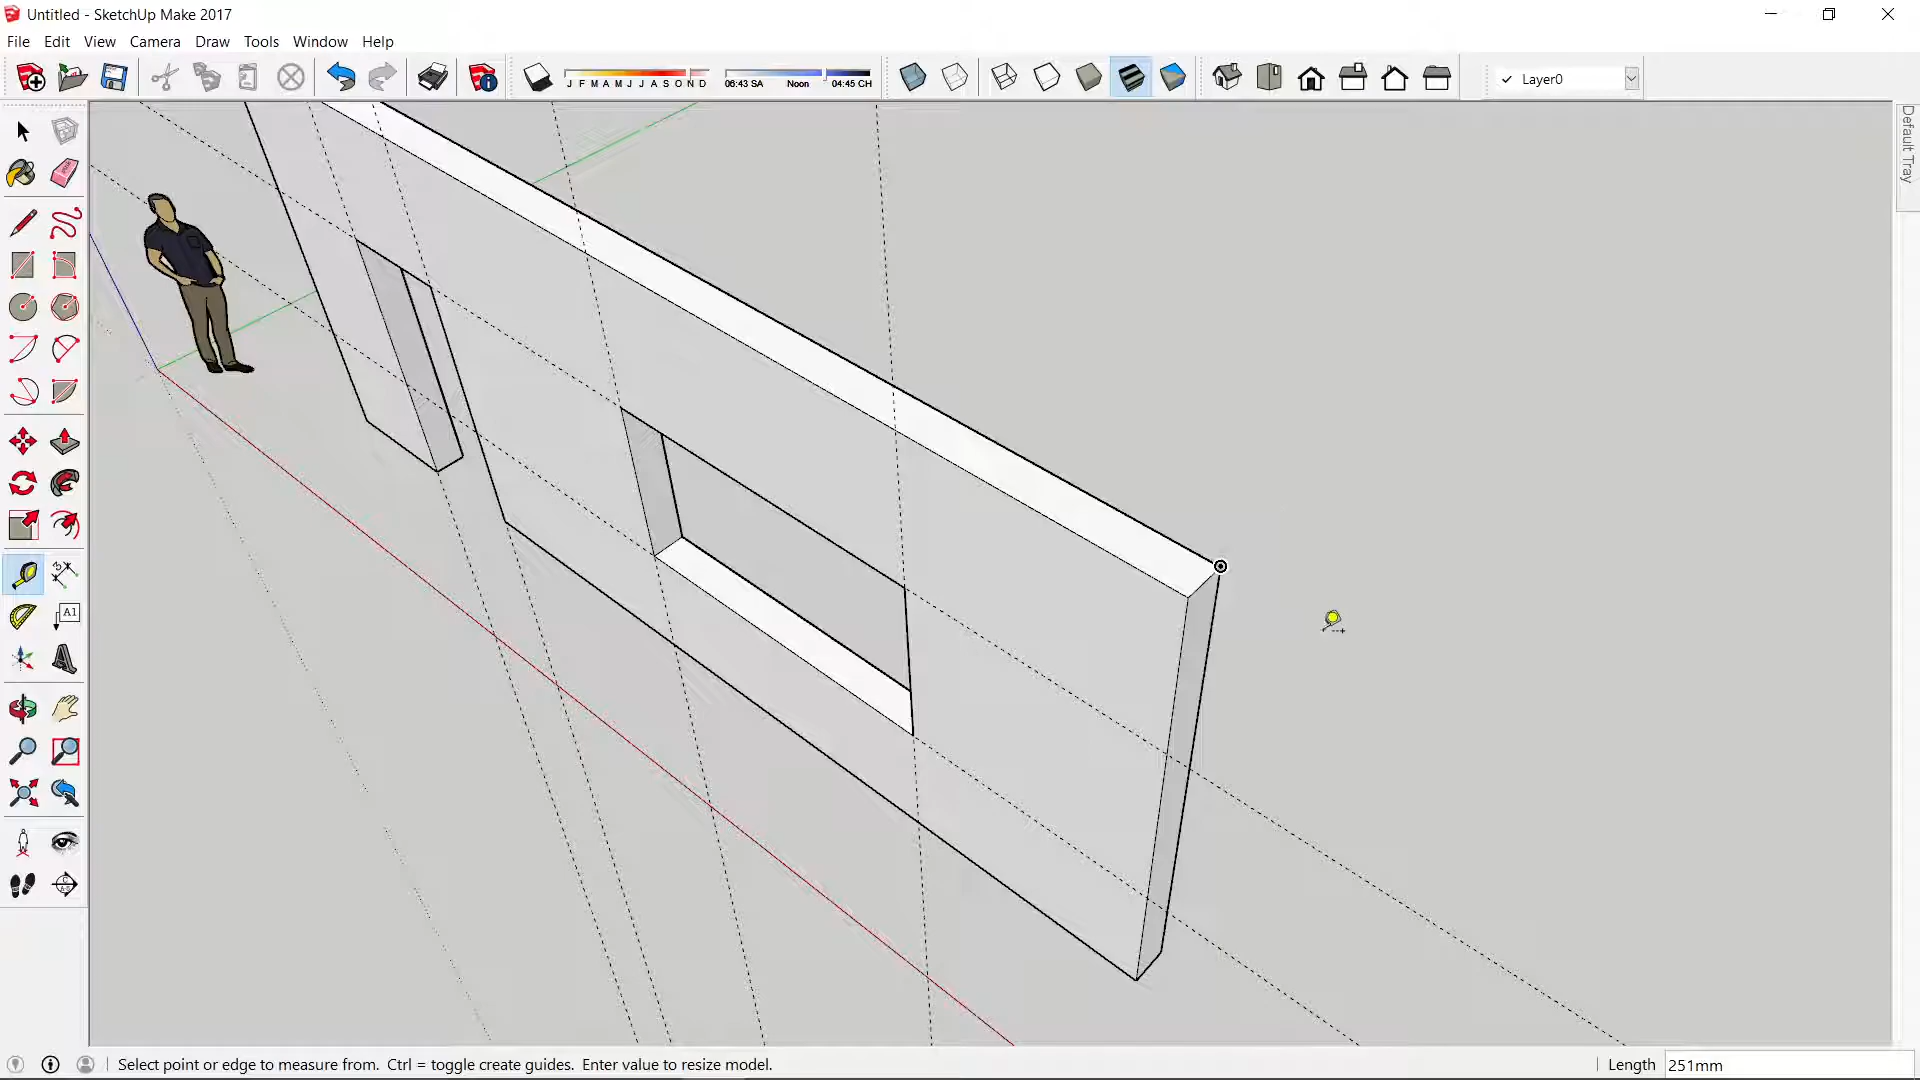 Untitled - SketchUp Make 2017
File Edit View Camera Draw Tools Window Help
J F M A M J J A S O N D 06:43 SA Noon 04:45 CH
Layer0
Default Tray
A1
Select point or edge to measure from. Ctrl = toggle create guides. Enter value to resize model. Length 251mm